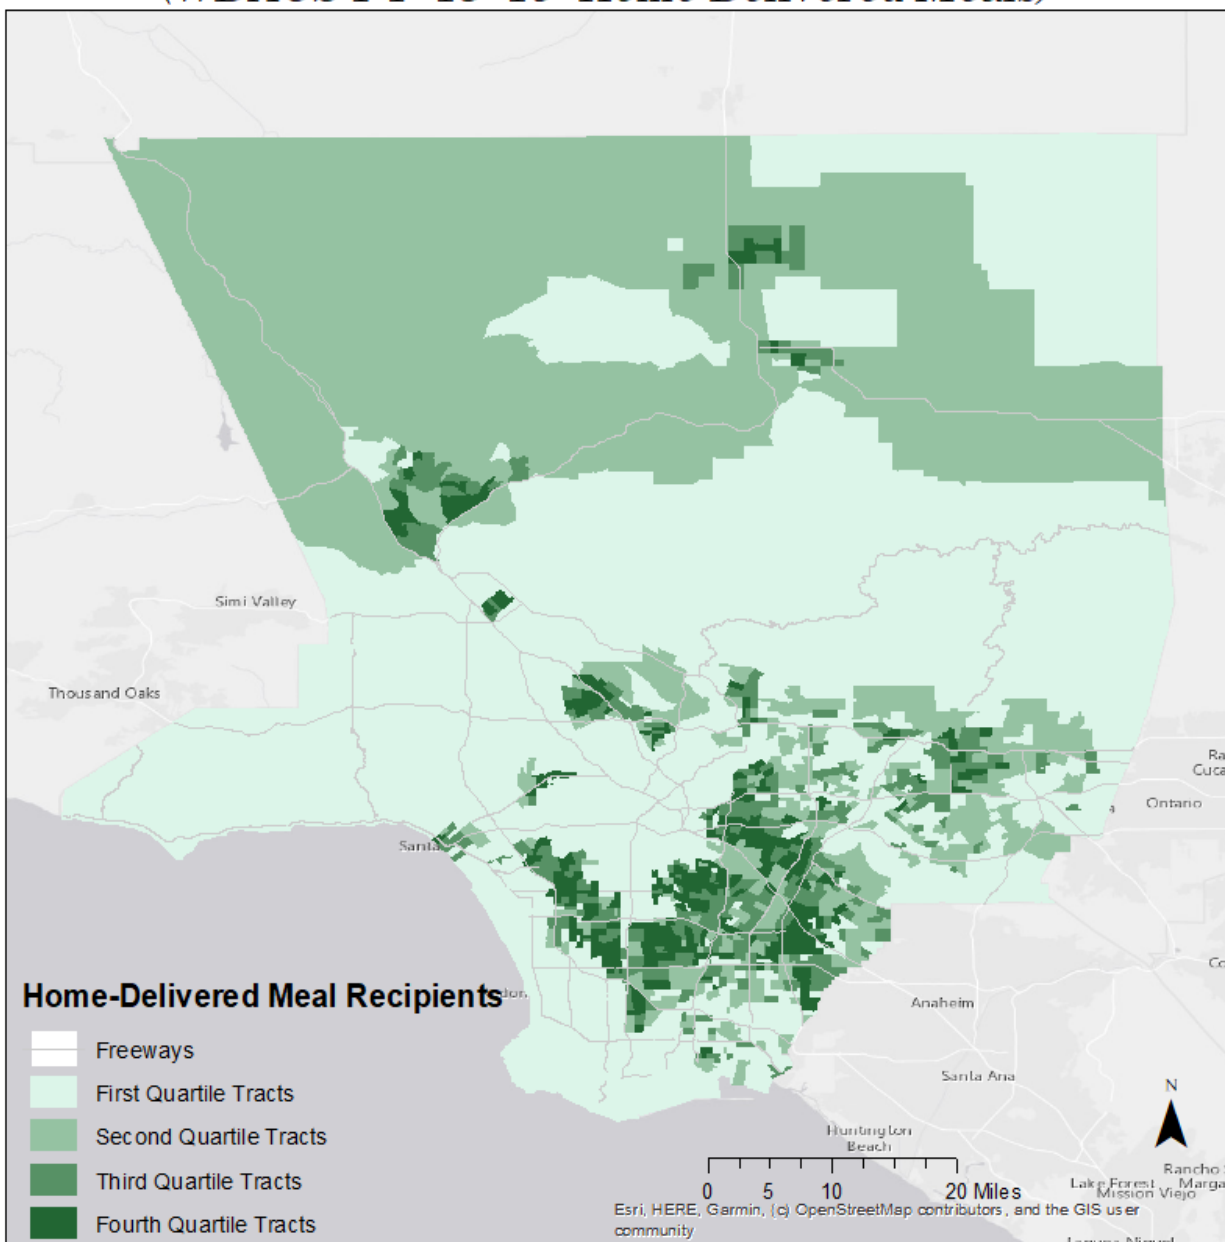 Simi Valley
Thousand Oaks
Ontario
Santa
Home-Delivered Meal Recipients
Freeways
First Quartile Tracts
Second Quartile Tracts
Third Quartile Tracts
Fourth Quartile Tracts
Anaheim
Santa Ana
N
Huntington
Beach
0 5 10 20 Miles
Lake Forest
Mission Viejo
Esri, HERE, Garmin, (c) OpenStreetMap contributors, and the GIS user
community